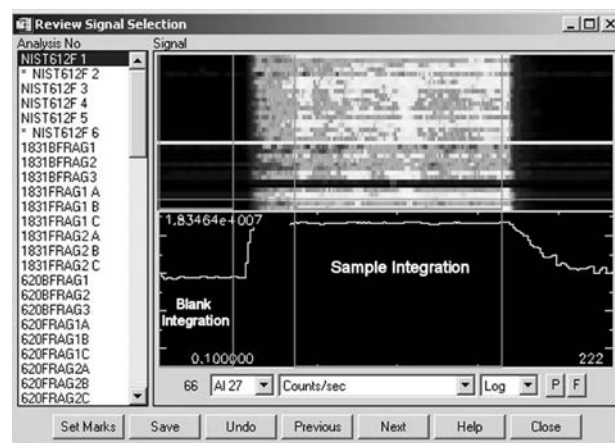 Review Signal Selection
Analysis No
Signal
NIST612F 1
* NIST612F 2
NIST612F 3
NIST612F 4
NIST612F 5
* NIST612F 6
1831BFRAG1
1831BFRAG2
1831BFRAG3
1831FRAG1 A
1831FRAG1 B
1831FRAG1 C
1831FRAG2 A
1831FRAG2 B
1831FRAG2 C
620BFRAG1
620BFRAG2
620BFRAG3
620FRAG1A
620FRAG1B
620FRAG1C
620FRAG2A
620FRAG2B
620FRAG2C
1.83464e+007
Sample Integration
Blank
Integration
0.100000
222
66
Al 27
Counts/sec
Log
P
F
Set Marks
Save
Undo
Previous
Next
Help
Close